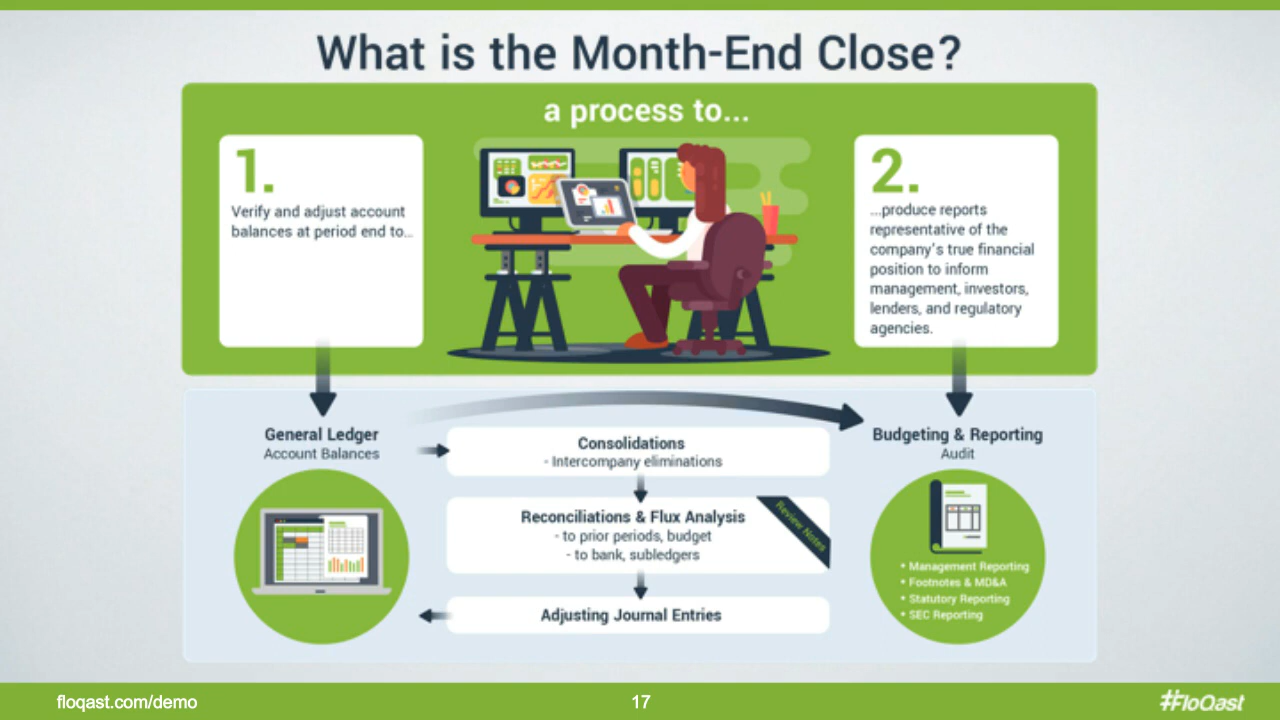 What is the Month-End Close?
a process to...
1.
Verify and adjust account
balances at period end to...
2.
...produce reports
representative of the
company's true financial
position to inform
management, investors,
lenders, and regulatory
agencies.
General Ledger
Account Balances
Consolidations
- Intercompany eliminations
Reconciliations & Flux Analysis
- to prior periods, budget
- to bank, subledgers
Review Notes
Adjusting Journal Entries
Budgeting & Reporting
Audit
• Management Reporting
• Footnotes & MD&A
• Statutory Reporting
• SEC Reporting
floqast.com/demo
17
#FloQast